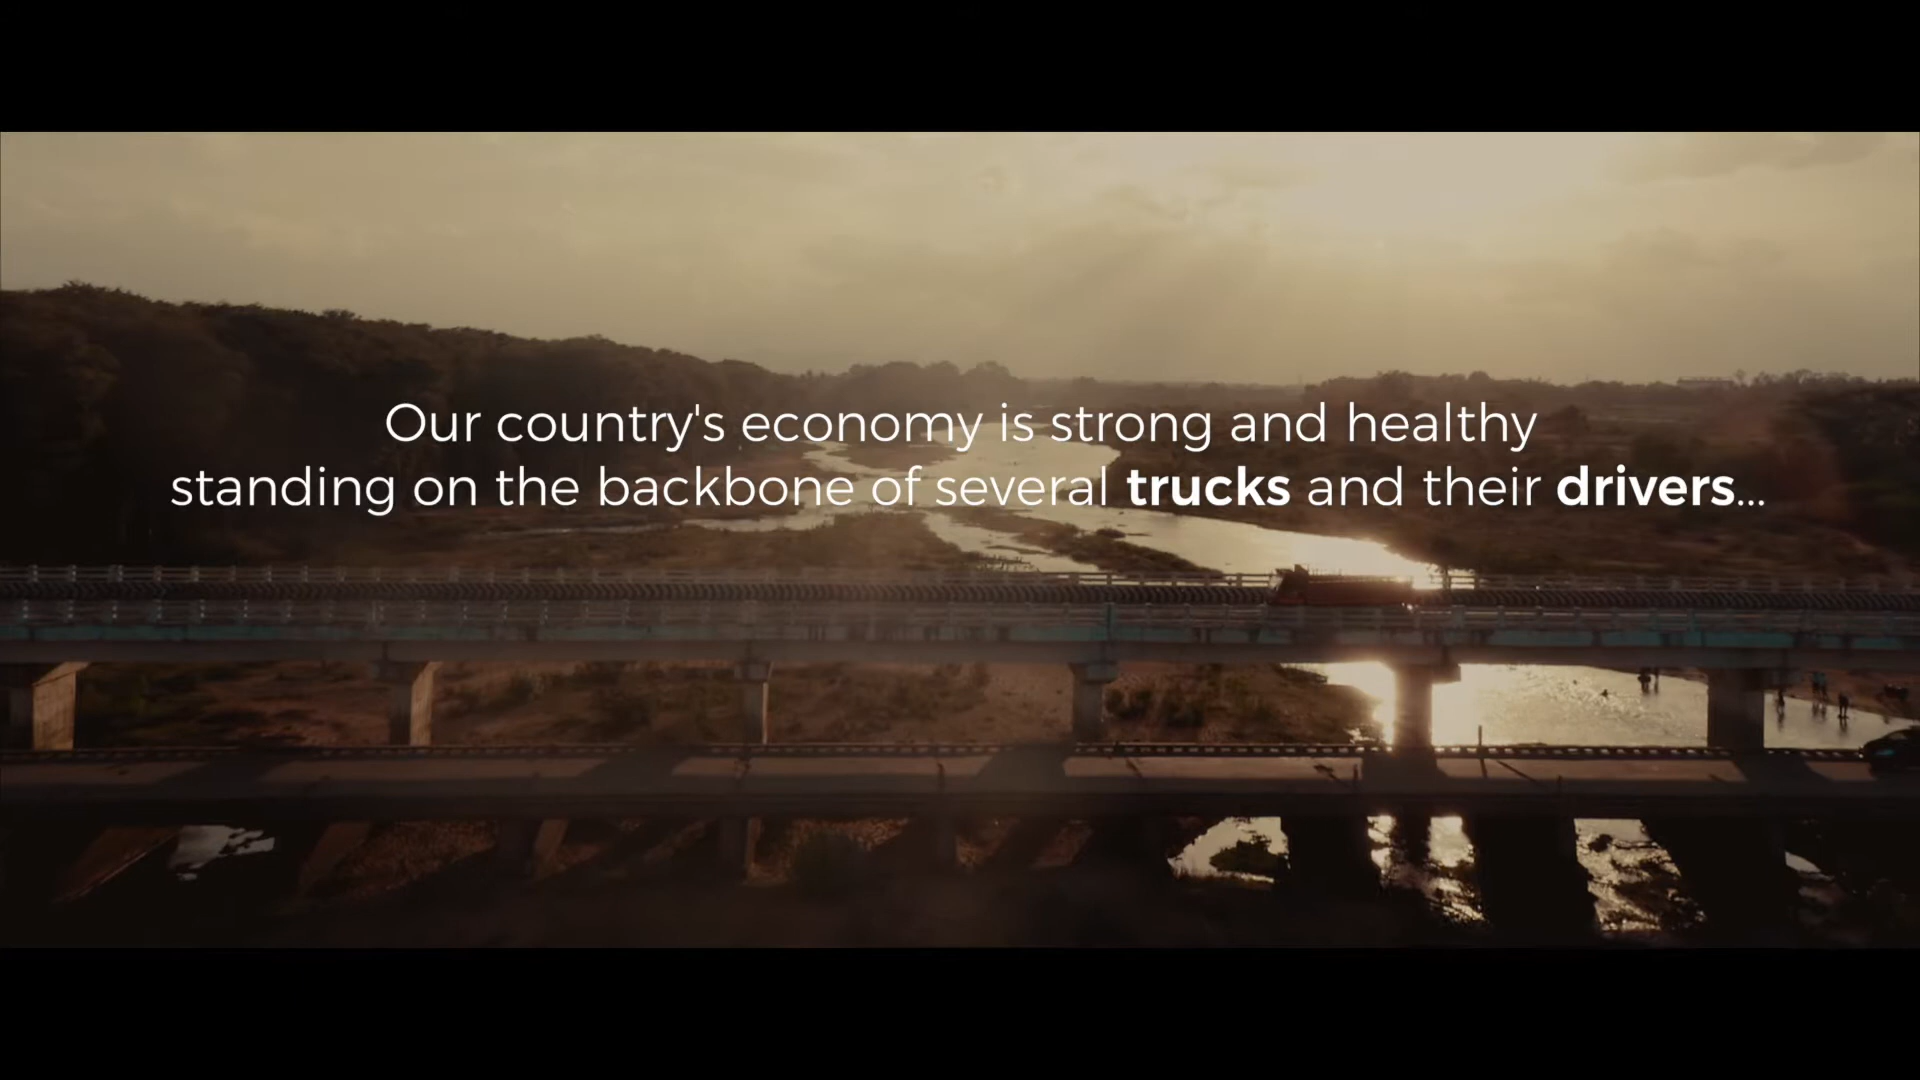 Our country's economy is strong and healthy
standing on the backbone of several trucks and their drivers...